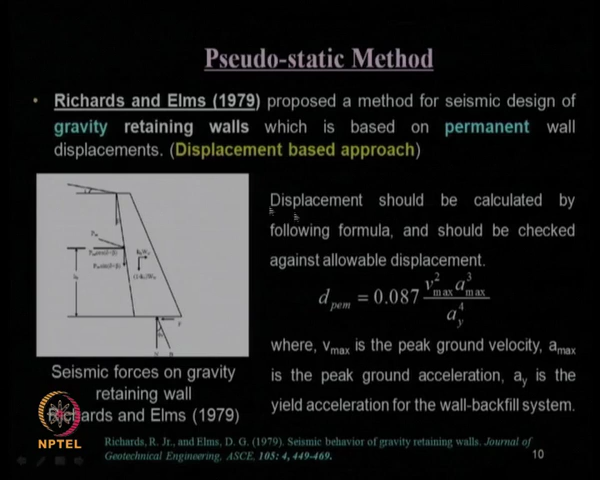 Pseudo-static Method
• Richards and Elms (1979) proposed a method for seismic design of
gravity retaining walls which is based on permanent wall
displacements. (Displacement based approach)
Displacement should be calculated by
following formula, and should be checked
against allowable displacement.
d_pem = 0.087 v²_max a³_max / a⁴_y
where, v_max is the peak ground velocity, a_max
is the peak ground acceleration, a_y is the
yield acceleration for the wall-backfill system.
Seismic forces on gravity
retaining wall
Richards and Elms (1979)
NPTEL
Richards, R. Jr., and Elms, D. G. (1979). Seismic behavior of gravity retaining walls. Journal of
Geotechnical Engineering, ASCE, 105: 4, 449-469.
10